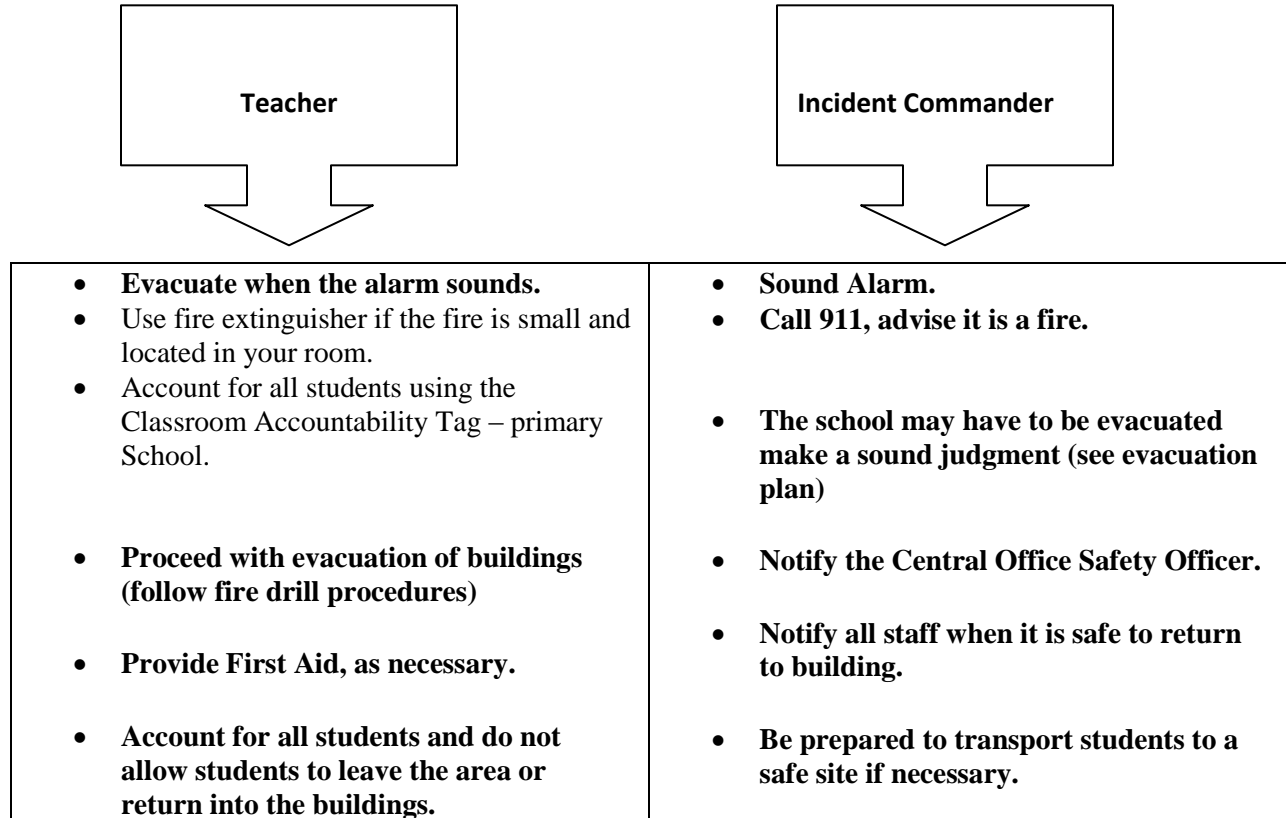 Teacher
Incident Commander
• Evacuate when the alarm sounds.
• Use fire extinguisher if the fire is small and
located in your room.
• Account for all students using the
Classroom Accountability Tag – primary
School.
• Proceed with evacuation of buildings
(follow fire drill procedures)
• Provide First Aid, as necessary.
• Account for all students and do not
allow students to leave the area or
return into the buildings.
• Sound Alarm.
• Call 911, advise it is a fire.
• The school may have to be evacuated
make a sound judgment (see evacuation
plan)
• Notify the Central Office Safety Officer.
• Notify all staff when it is safe to return
to building.
• Be prepared to transport students to a
safe site if necessary.